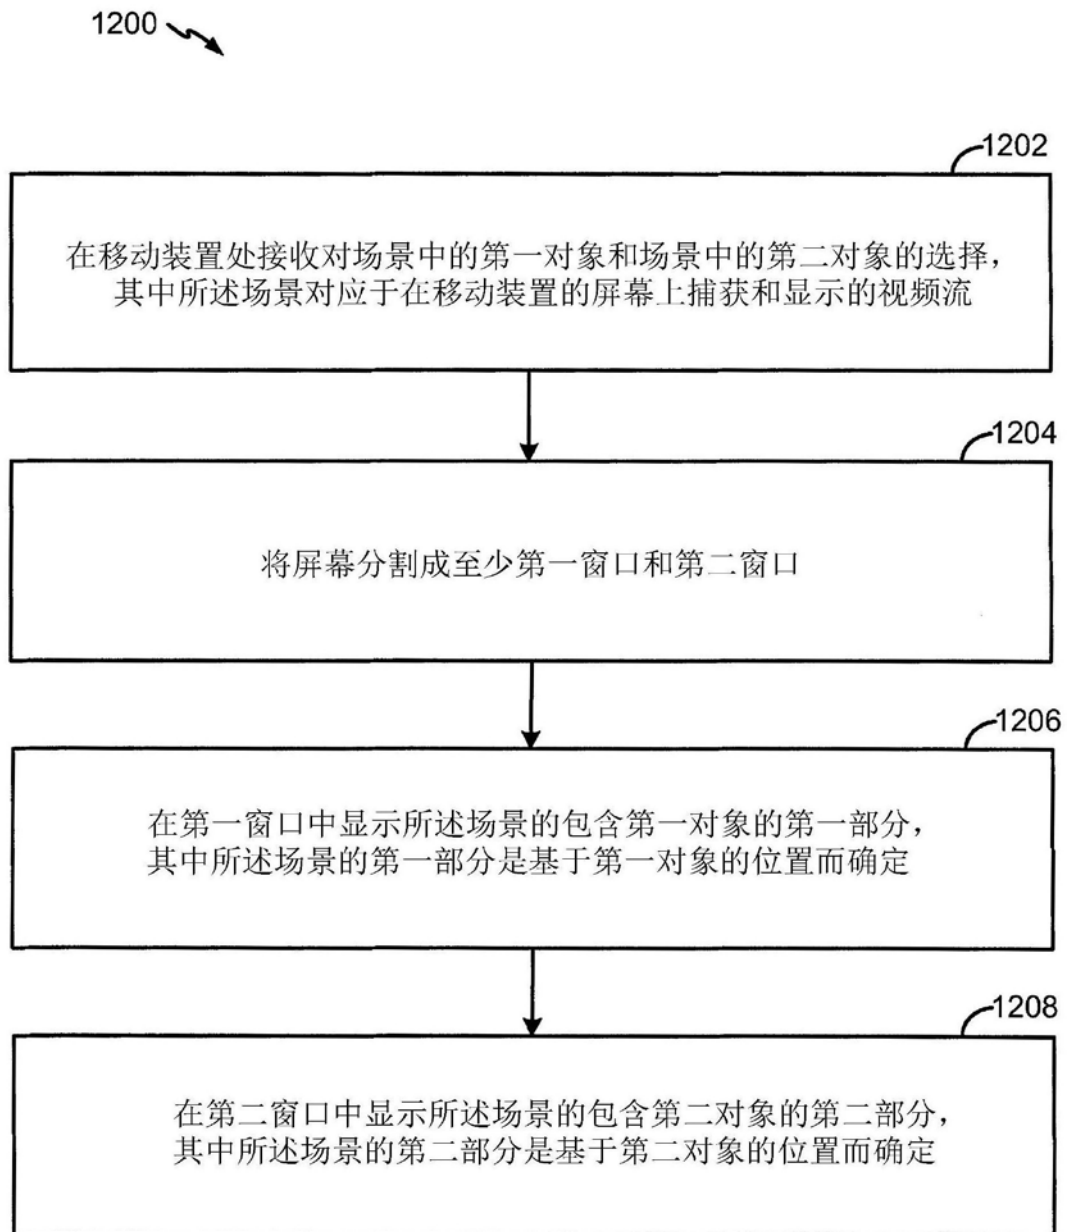 1200
1202
在移动装置处接收对场景中的第一对象和场景中的第二对象的选择，
其中所述场景对应于在移动装置的屏幕上捕获和显示的视频流
1204
将屏幕分割成至少第一窗口和第二窗口
1206
在第一窗口中显示所述场景的包含第一对象的第一部分，
其中所述场景的第一部分是基于第一对象的位置而确定
1208
在第二窗口中显示所述场景的包含第二对象的第二部分，
其中所述场景的第二部分是基于第二对象的位置而确定